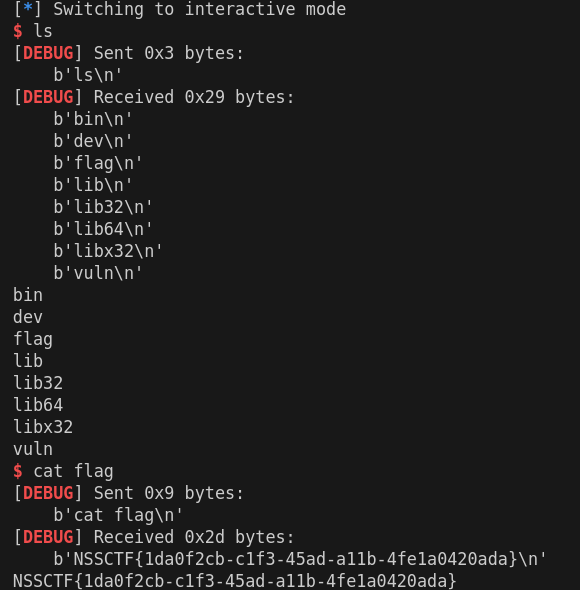 [*] Switching to interactive mode
$ ls
[DEBUG] Sent 0x3 bytes:
    b'ls\n'
[DEBUG] Received 0x29 bytes:
    b'bin\n'
    b'dev\n'
    b'flag\n'
    b'lib\n'
    b'lib32\n'
    b'lib64\n'
    b'libx32\n'
    b'vuln\n'
bin
dev
flag
lib
lib32
lib64
libx32
vuln
$ cat flag
[DEBUG] Sent 0x9 bytes:
    b'cat flag\n'
[DEBUG] Received 0x2d bytes:
    b'NSSCTF{1da0f2cb-c1f3-45ad-a11b-4fe1a0420ada}\n'
NSSCTF{1da0f2cb-c1f3-45ad-a11b-4fe1a0420ada}